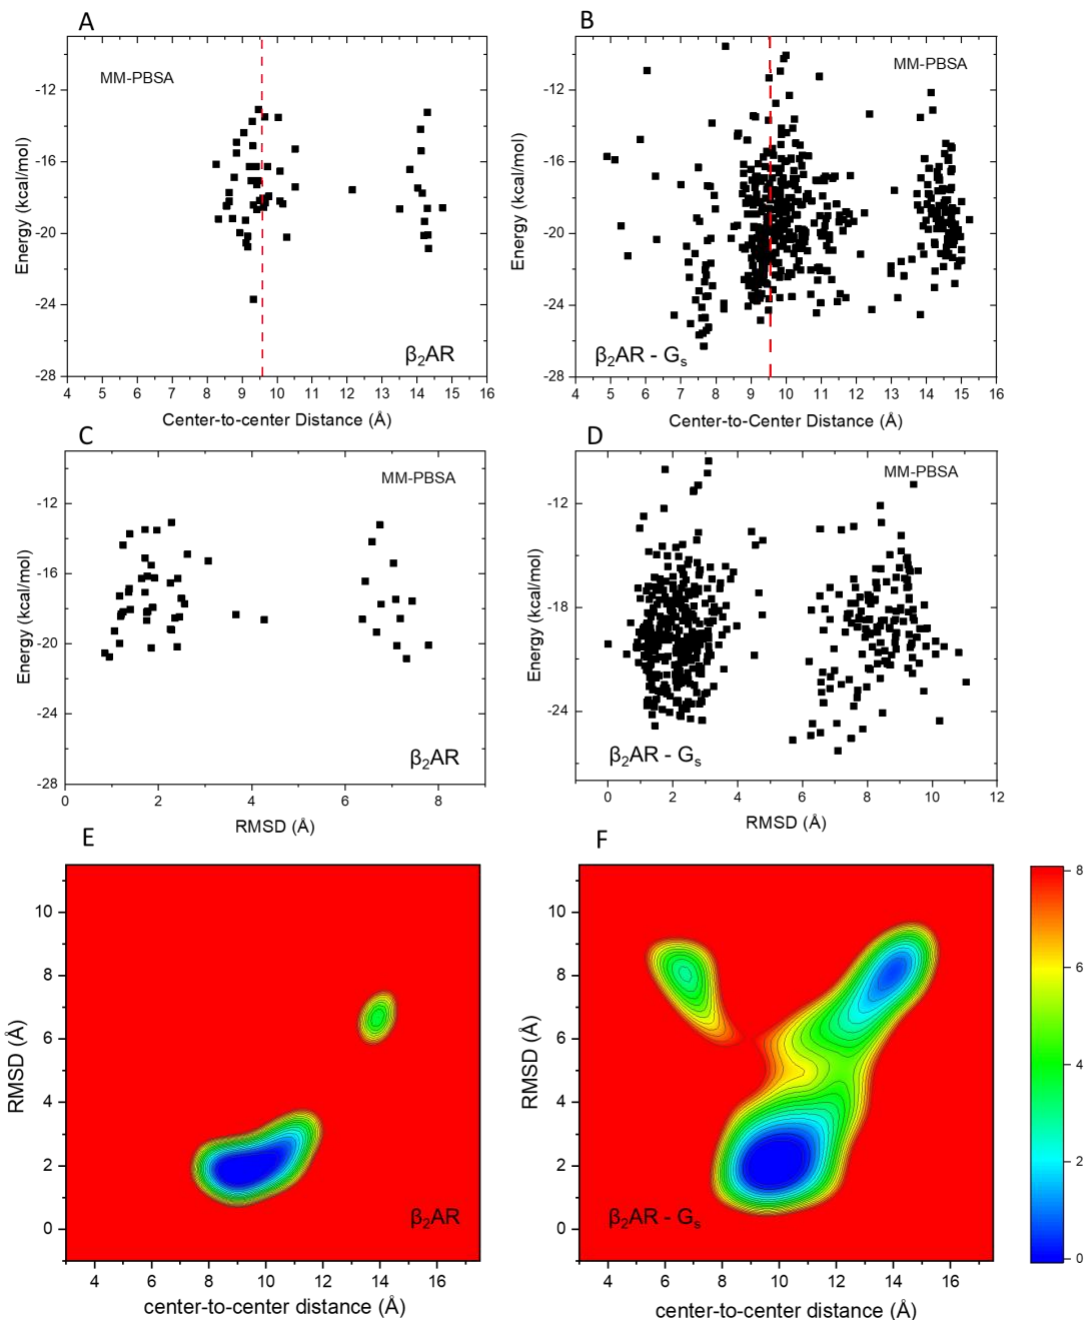 A
B
MM-PBSA
MM-PBSA
-12
-16
-20
-24
-28
Energy (kcal/mol)
β₂AR
4 5 6 7 8 9 10 11 12 13 14 15 16
Center-to-center Distance (Å)
-12
-16
-20
-24
-28
Energy (kcal/mol)
β₂AR - Gₛ
4 5 6 7 8 9 10 11 12 13 14 15 16
Center-to-Center Distance (Å)
C
D
MM-PBSA
MM-PBSA
-12
-16
-20
-24
-28
Energy (kcal/mol)
β₂AR
0 2 4 6 8
RMSD (Å)
-12
-18
-24
Energy (kcal/mol)
β₂AR - Gₛ
0 2 4 6 8 10 12
RMSD (Å)
E
F
10
8
6
4
2
0
RMSD (Å)
β₂AR
4 6 8 10 12 14 16
center-to-center distance (Å)
10
8
6
4
2
0
RMSD (Å)
β₂AR - Gₛ
4 6 8 10 12 14 16
center-to-center distance (Å)
8
6
4
2
0